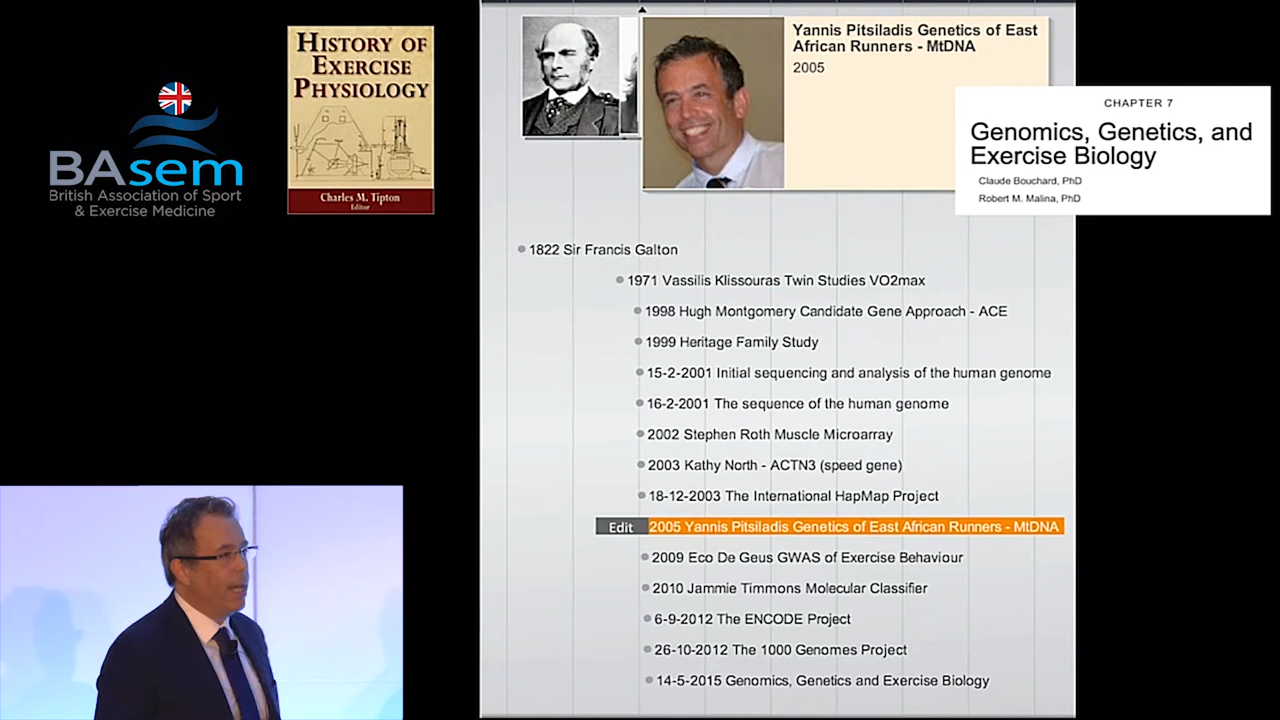 BAsem
British Association of Sport
& Exercise Medicine
HISTORY OF
EXERCISE
PHYSIOLOGY
Charles M. Tipton
Editor
Yannis Pitsiladis Genetics of East
African Runners - MtDNA
2005
CHAPTER 7
Genomics, Genetics, and
Exercise Biology
Claude Bouchard, PhD
Robert M. Malina, PhD
1822 Sir Francis Galton
1971 Vassilis Klissouras Twin Studies VO2max
1998 Hugh Montgomery Candidate Gene Approach - ACE
1999 Heritage Family Study
15-2-2001 Initial sequencing and analysis of the human genome
16-2-2001 The sequence of the human genome
2002 Stephen Roth Muscle Microarray
2003 Kathy North - ACTN3 (speed gene)
18-12-2003 The International HapMap Project
Edit 2005 Yannis Pitsiladis Genetics of East African Runners - MtDNA
2009 Eco De Geus GWAS of Exercise Behaviour
2010 Jammie Timmons Molecular Classifier
6-9-2012 The ENCODE Project
26-10-2012 The 1000 Genomes Project
14-5-2015 Genomics, Genetics and Exercise Biology